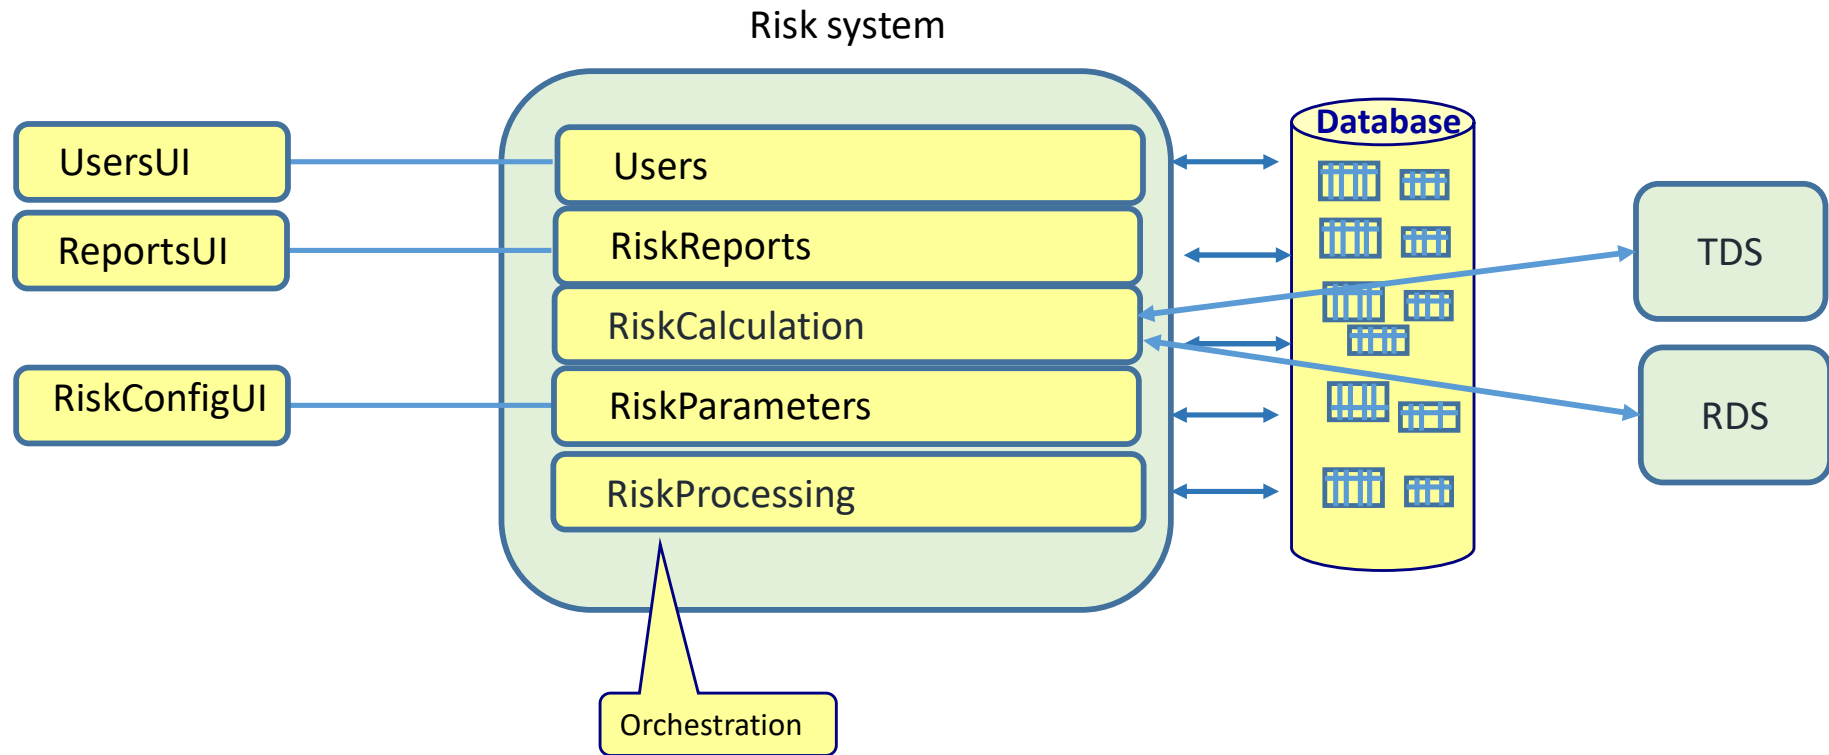 Risk system
UsersUI
ReportsUI
RiskConfigUI
Users
RiskReports
RiskCalculation
RiskParameters
RiskProcessing
Orchestration
Database
TDS
RDS